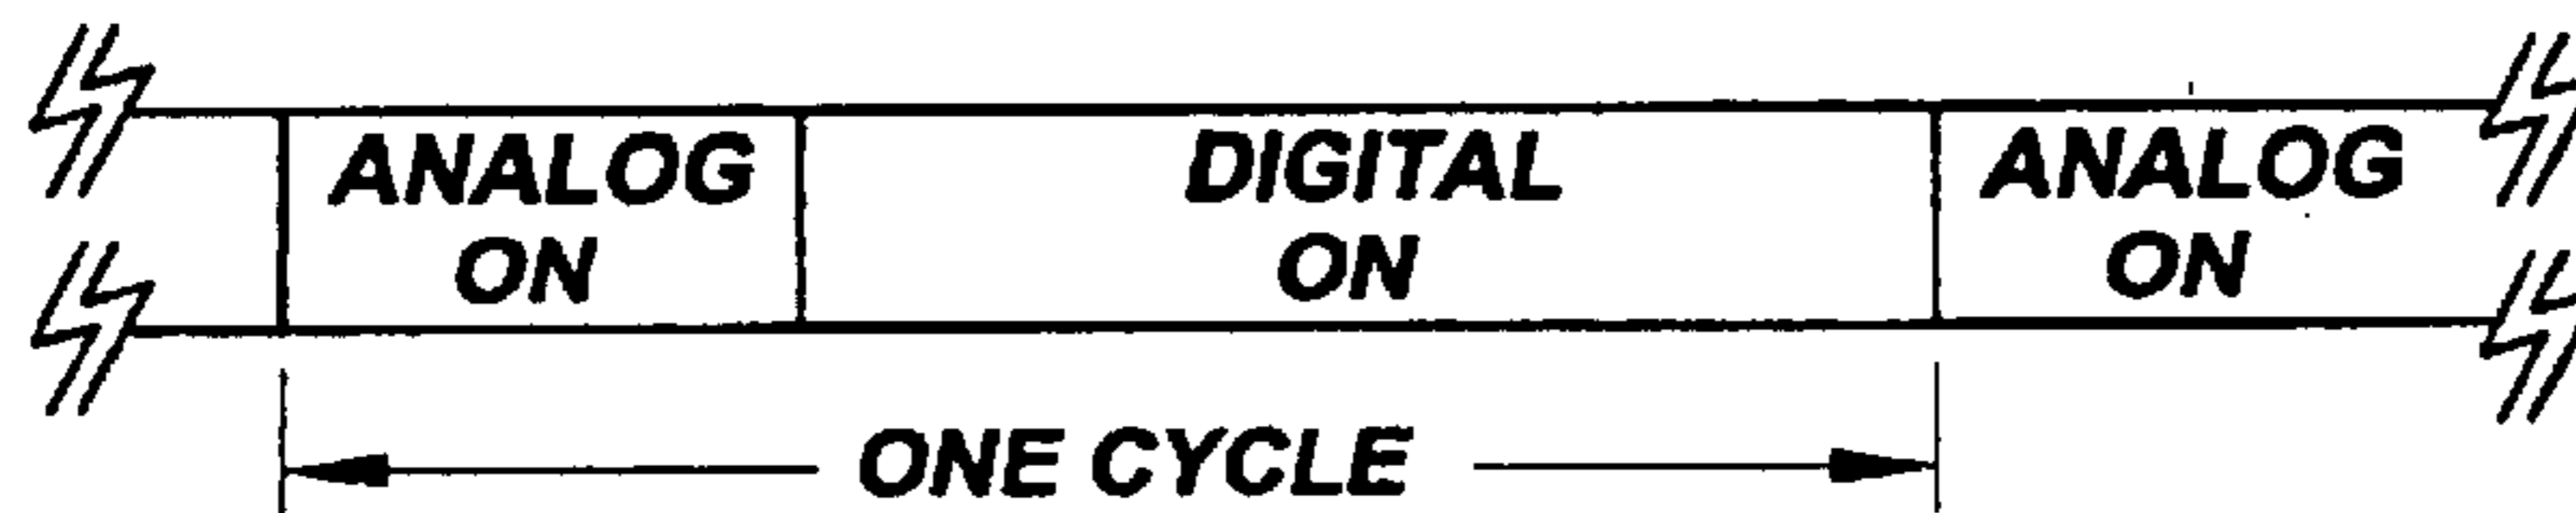 ANALOG
ON
DIGITAL
ON
ANALOG
ON
ONE CYCLE